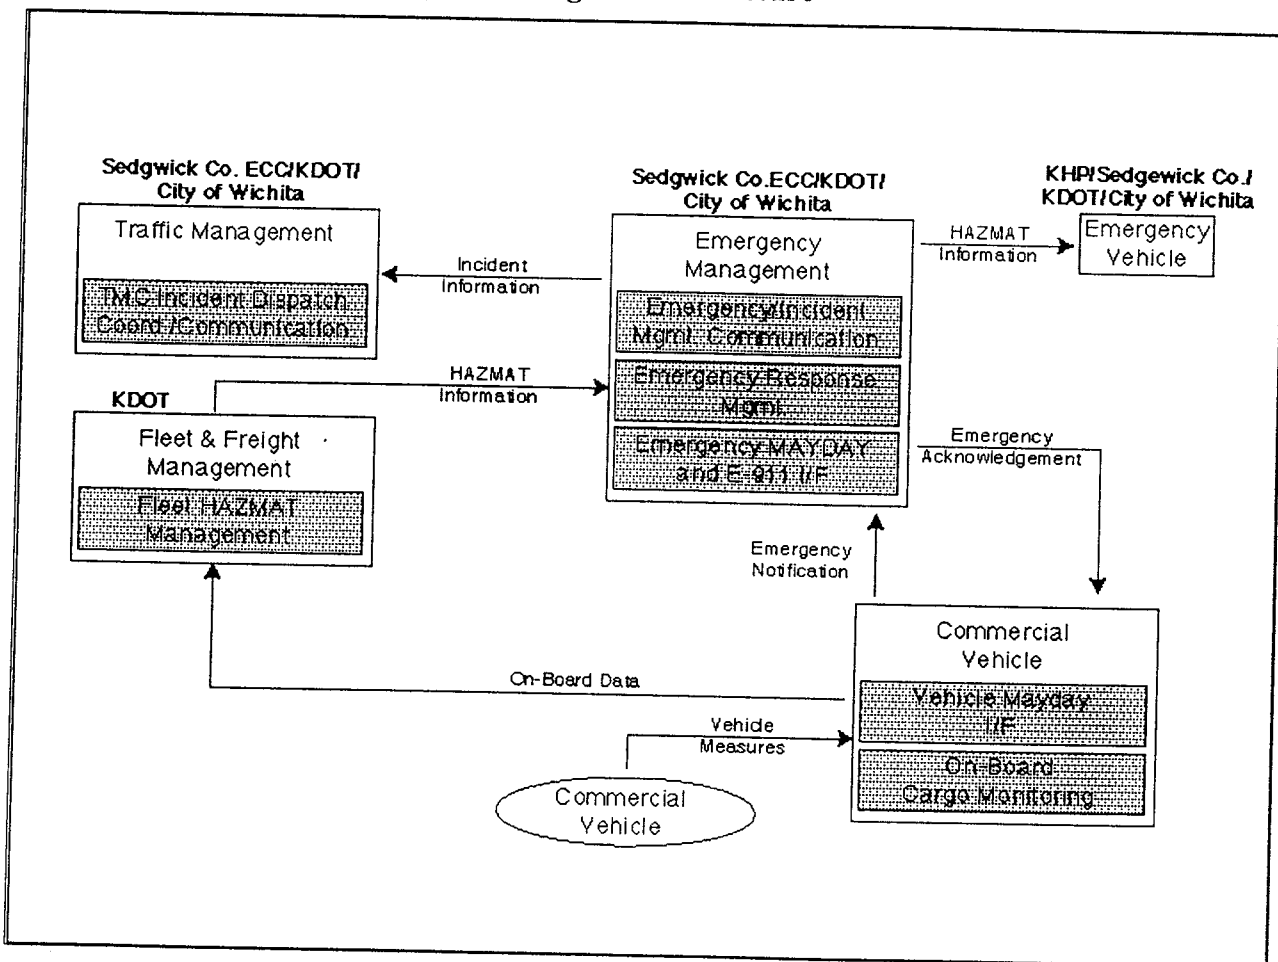 Sedgwick Co. ECC/KDOT/
City of Wichita
Traffic Management
TMC Incident Dispatch
Coord./Communication
Incident
Information
Sedgwick Co.ECC/KDOT/
City of Wichita
Emergency
Management
Emergency/Incident
Mgmt. Communication
Emergency Response
Mgmt.
Emergency MAYDAY
and E-911 I/F
HAZMAT
Information
KHP/Sedgewick Co./
KDOT/City of Wichita
Emergency
Vehicle
HAZMAT
Information
KDOT
Fleet & Freight
Management
Fleet HAZMAT
Management
Emergency
Acknowledgement
Emergency
Notification
Commercial
Vehicle
Vehicle Mayday
I/F
On-Board
Cargo Monitoring
On-Board Data
Vehicle
Measures
Commercial
Vehicle